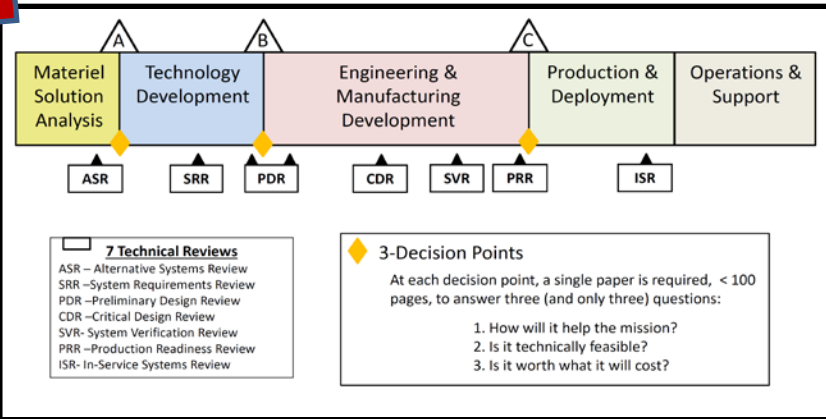 A
B
C
Materiel
Solution
Analysis
Technology
Development
Engineering &
Manufacturing
Development
Production &
Deployment
Operations &
Support
ASR
SRR
PDR
CDR
SVR
PRR
ISR
7 Technical Reviews
ASR – Alternative Systems Review
SRR –System Requirements Review
PDR –Preliminary Design Review
CDR –Critical Design Review
SVR- System Verification Review
PRR –Production Readiness Review
ISR- In-Service Systems Review
3-Decision Points
At each decision point, a single paper is required, < 100
pages, to answer three (and only three) questions:
1. How will it help the mission?
2. Is it technically feasible?
3. Is it worth what it will cost?